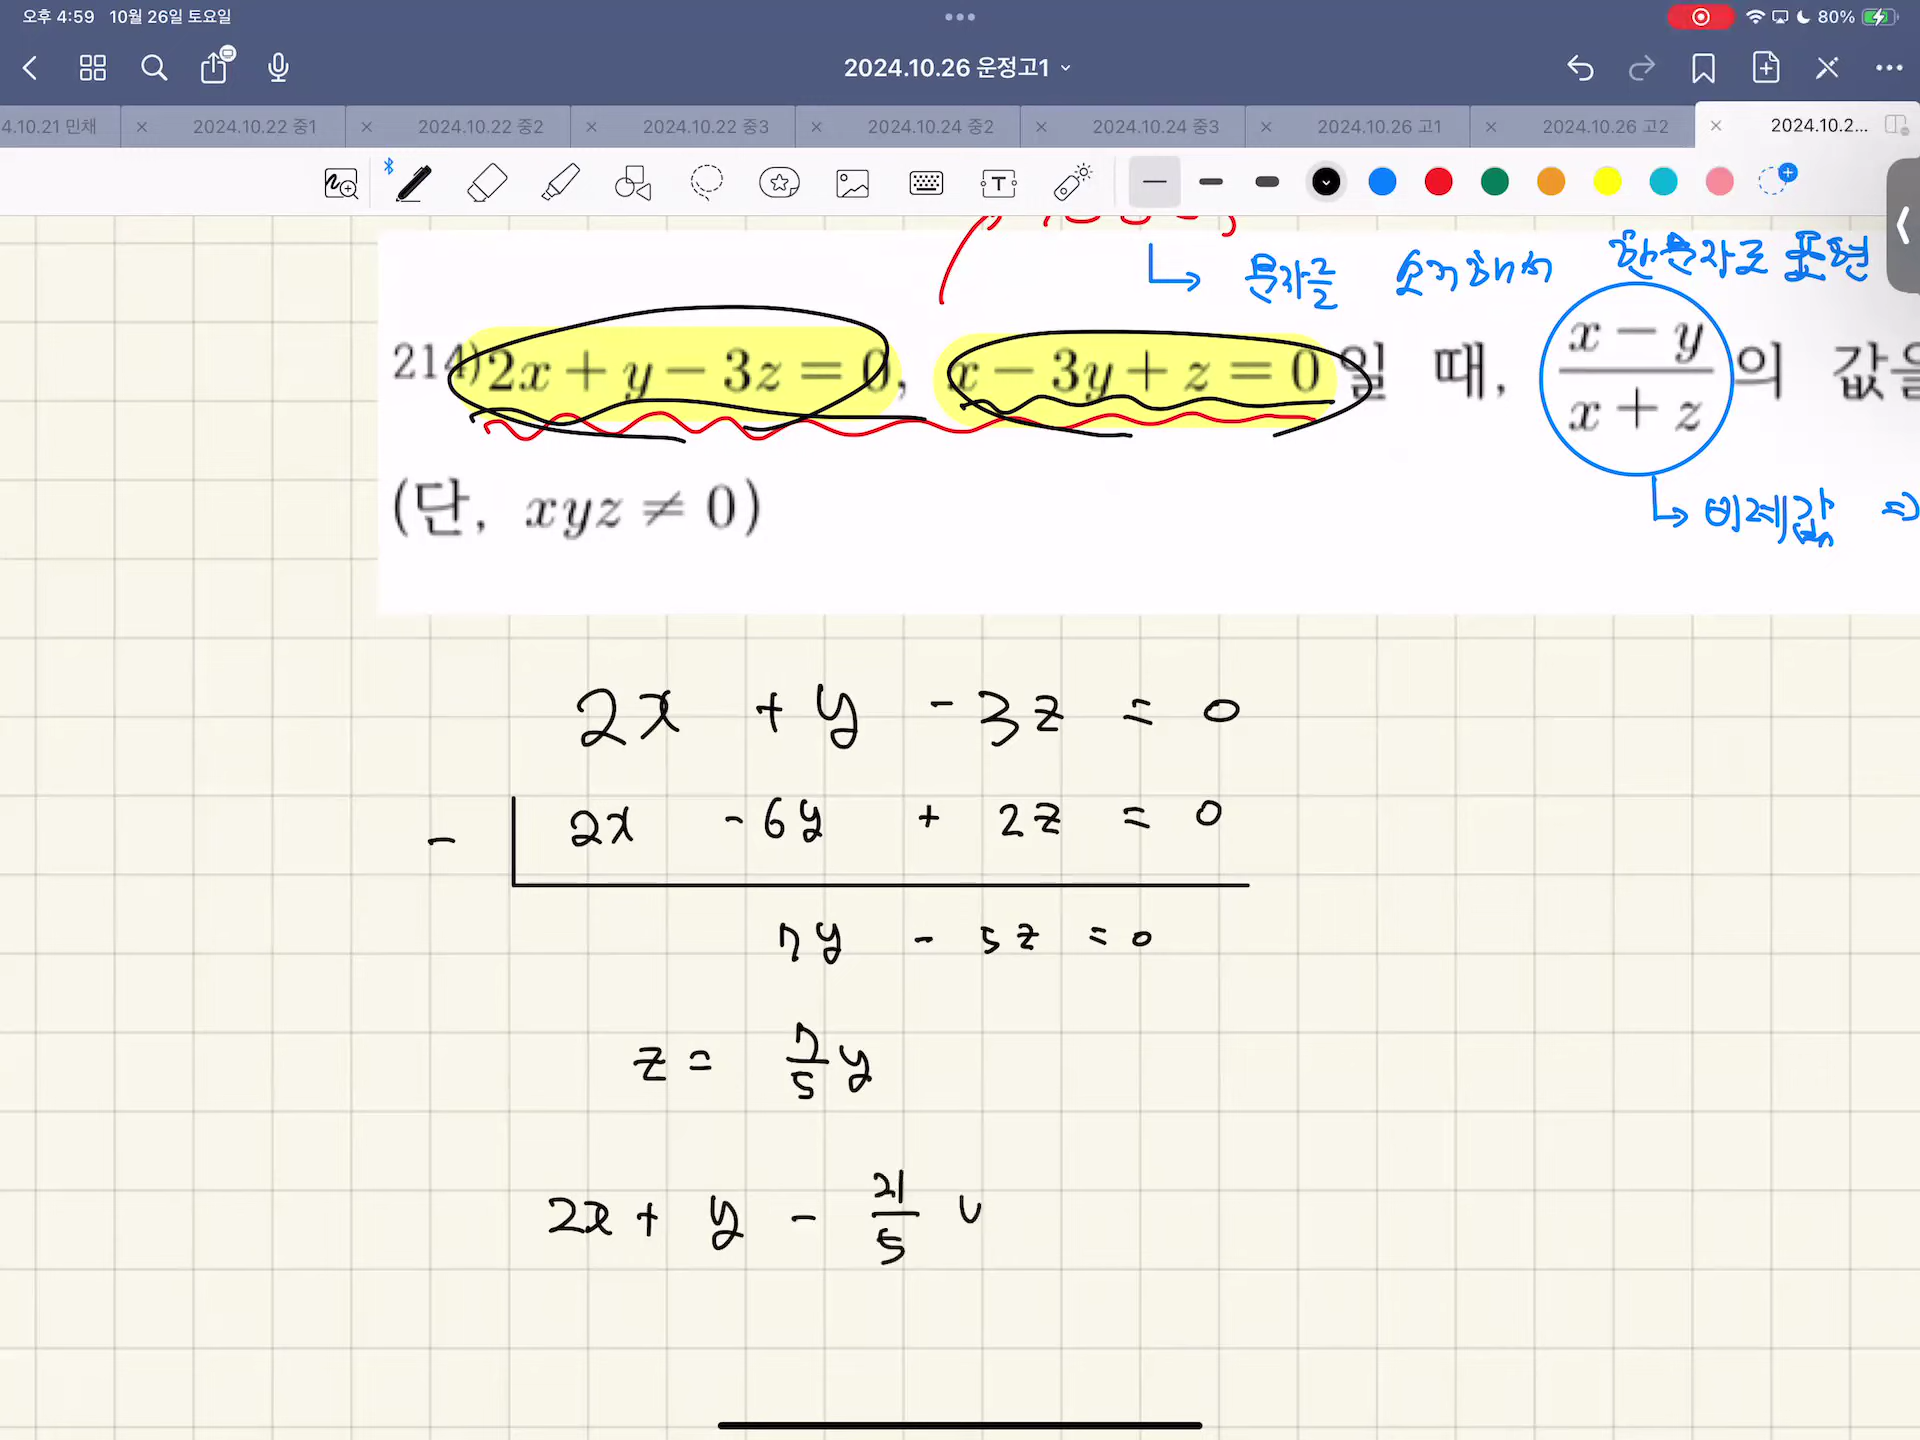 오후 4:59 10월 26일 토요일
80%
2024.10.26 운정고1
4.10.21 민채
2024.10.22 중1
2024.10.22 중2
2024.10.22 중3
2024.10.24 중2
2024.10.24 중3
2024.10.26 고1
2024.10.26 고2
2024.10.2...
↳ 문자를 소거해서 한문자로 표현
214) 2x + y − 3z = 0, x − 3y + z = 0 일 때, (x − y)/(x + z) 의 값을
(단, xyz ≠ 0)
↳ 비례값 ⇒
2x + y - 3z = 0
- 2x - 6y + 2z = 0
7y - 5z = 0
z = 7/5 y
2x + y - 21/5